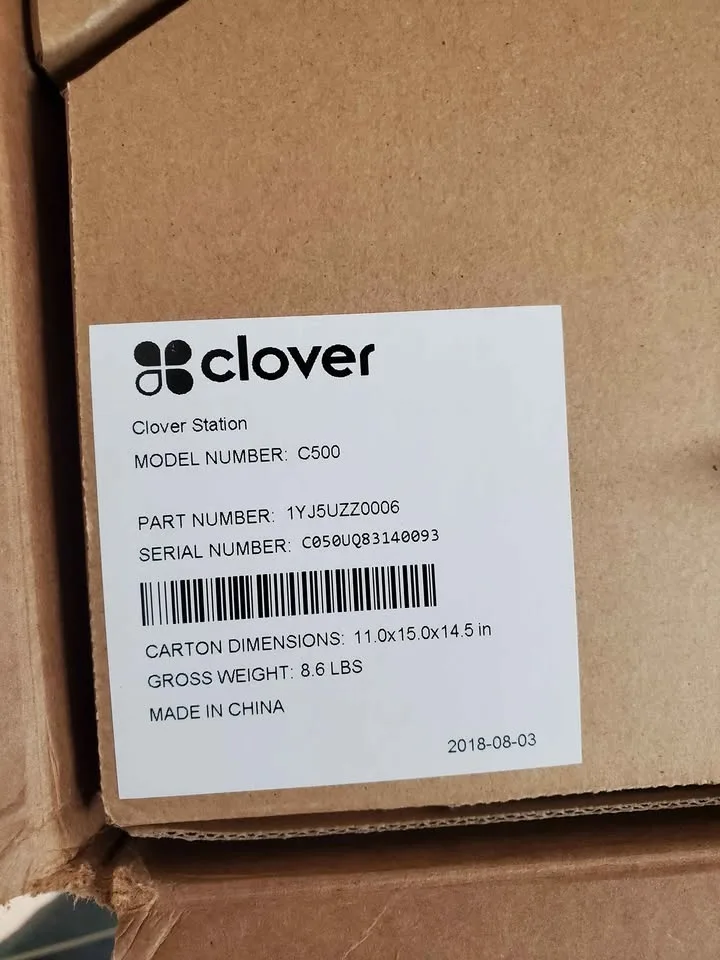 clover
Clover Station
MODEL NUMBER: C500
PART NUMBER: 1YJ5UZZ0006
SERIAL NUMBER: C050UQ83140093
CARTON DIMENSIONS: 11.0x15.0x14.5 in
GROSS WEIGHT: 8.6 LBS
MADE IN CHINA
2018-08-03